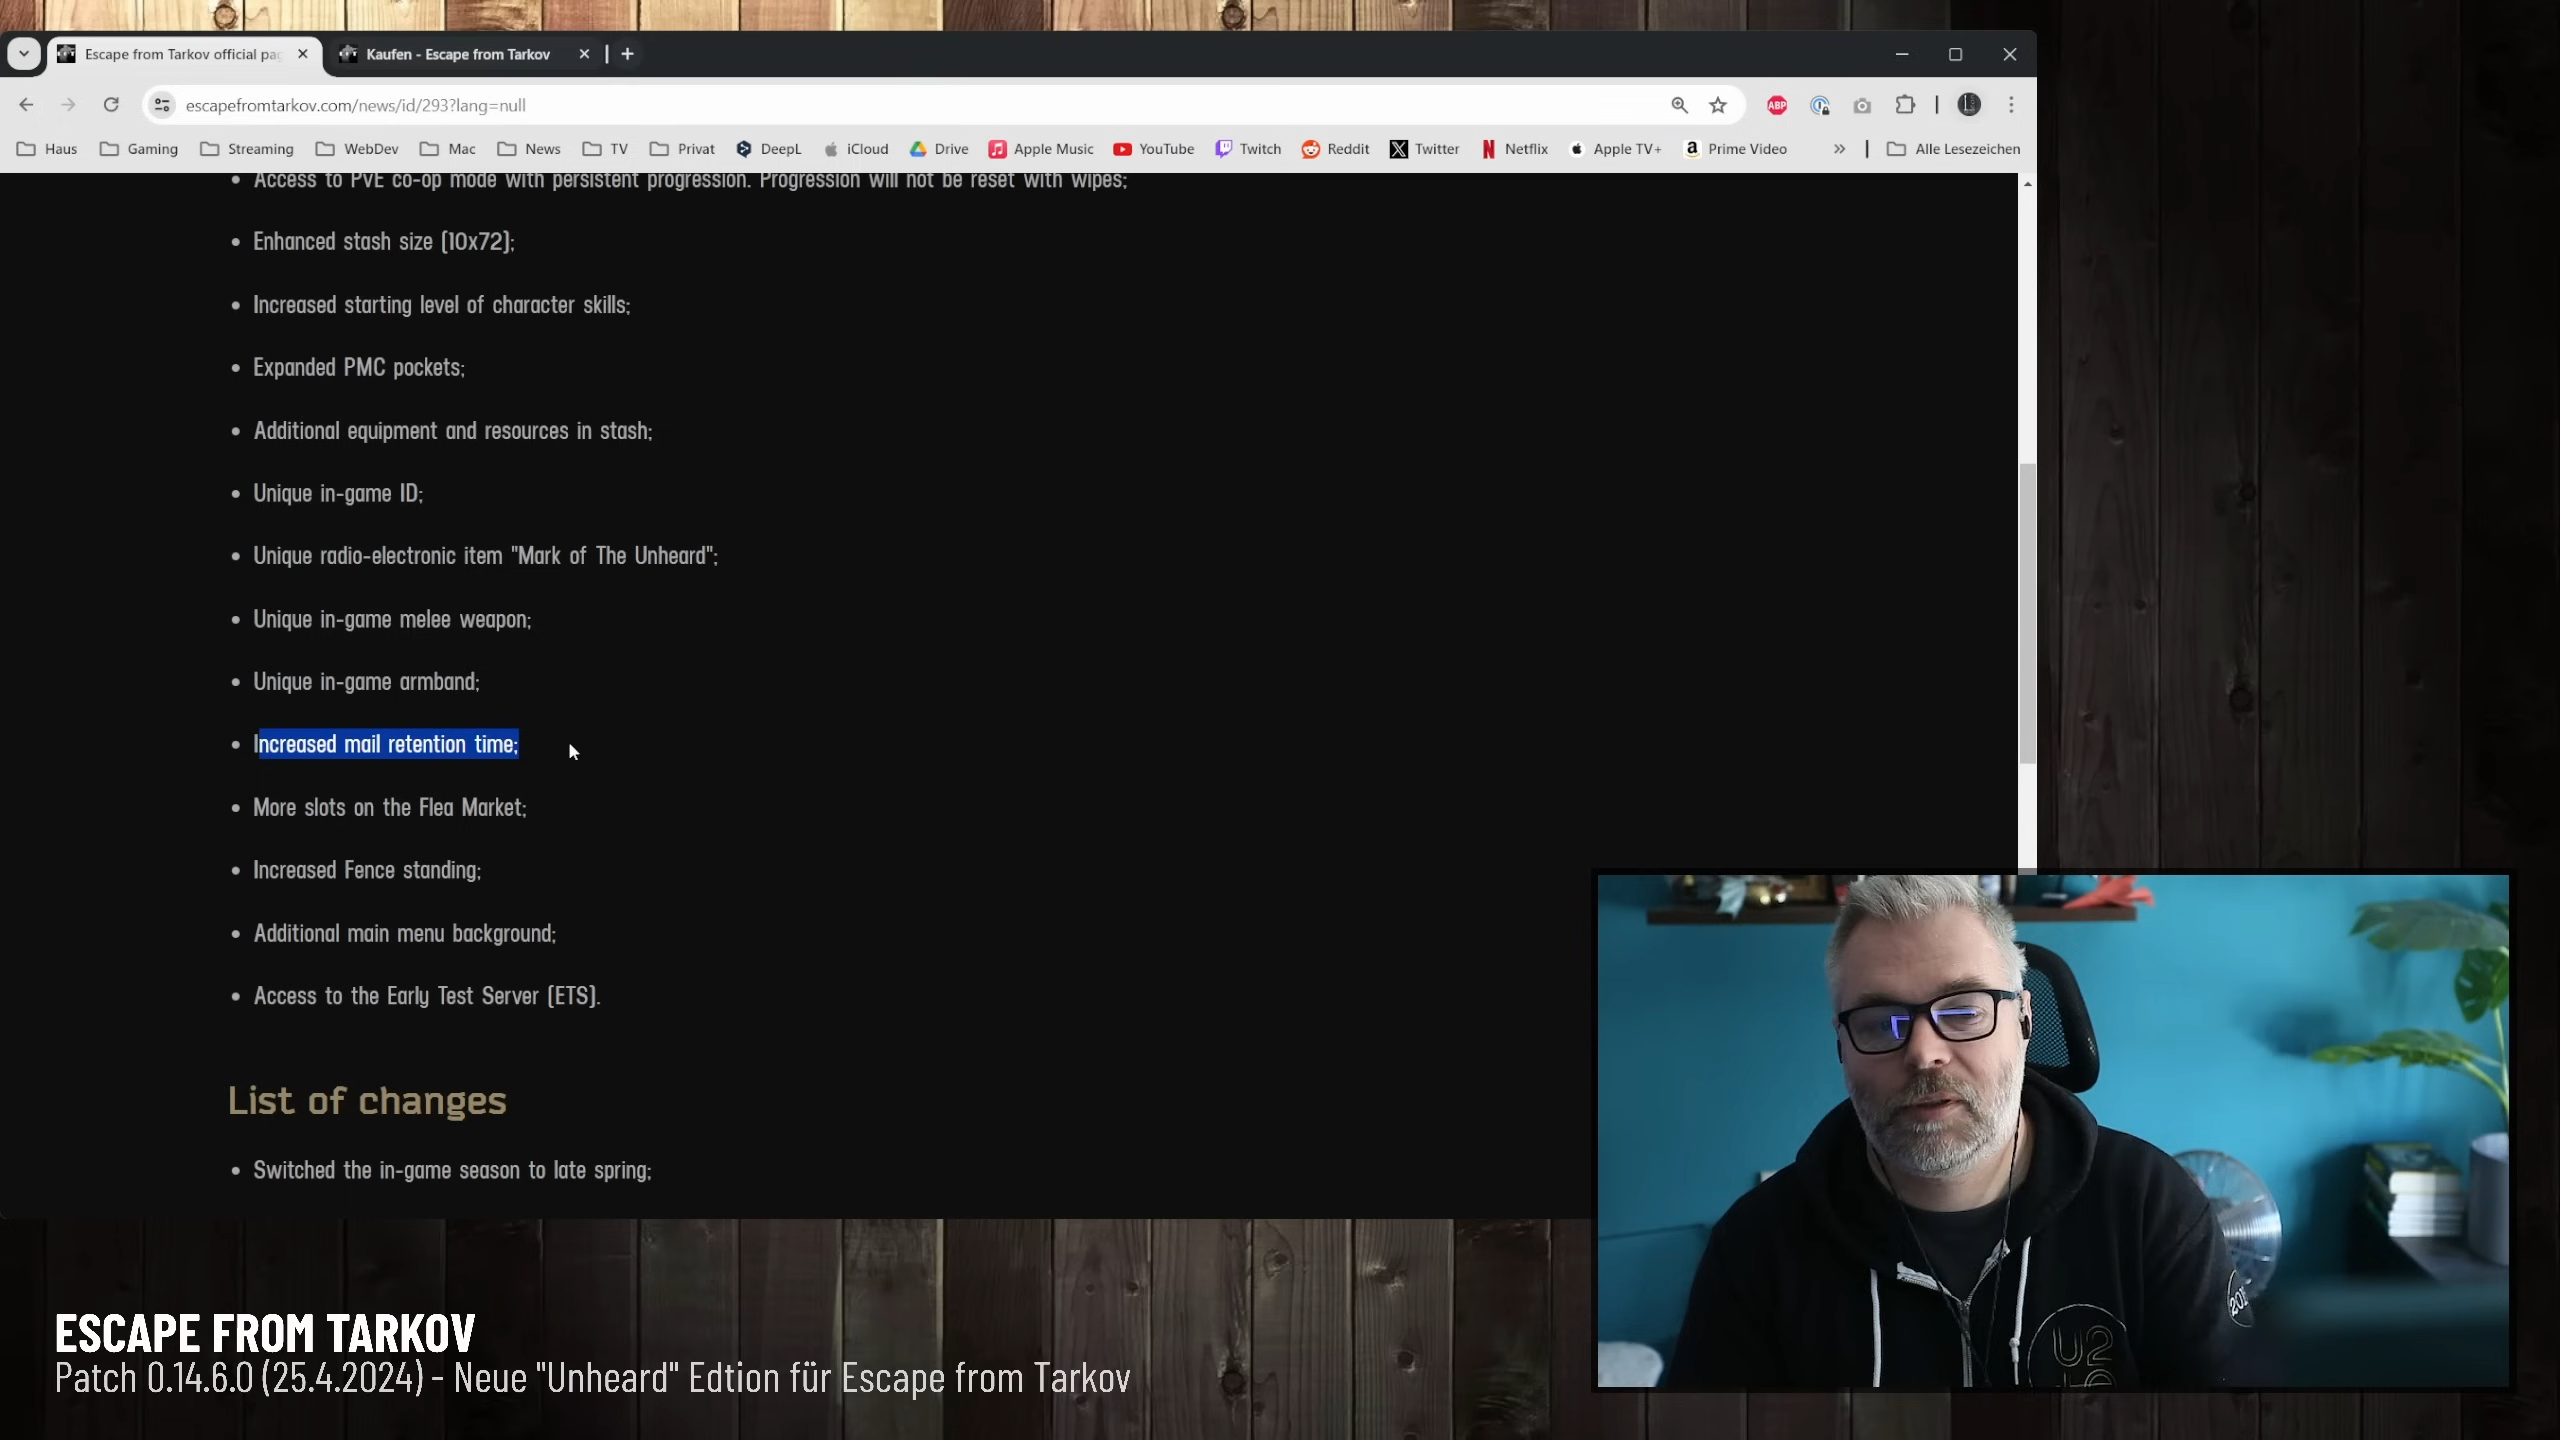 Escape from Tarkov official pag
Kaufen - Escape from Tarkov
escapefromtarkov.com/news/id/293?lang=null
ABP
Haus Gaming Streaming WebDev Mac News TV Privat DeepL iCloud Drive Apple Music YouTube Twitch Reddit Twitter Netflix Apple TV+ Prime Video » Alle Lesezeichen
• Access to PvE co-op mode with persistent progression. Progression will not be reset with wipes;
• Enhanced stash size (10x72);
• Increased starting level of character skills;
• Expanded PMC pockets;
• Additional equipment and resources in stash;
• Unique in-game ID;
• Unique radio-electronic item "Mark of The Unheard";
• Unique in-game melee weapon;
• Unique in-game armband;
• Increased mail retention time;
• More slots on the Flea Market;
• Increased Fence standing;
• Additional main menu background;
• Access to the Early Test Server (ETS).
List of changes
• Switched the in-game season to late spring;
U2
ESCAPE FROM TARKOV
Patch 0.14.6.0 (25.4.2024) - Neue "Unheard" Edtion für Escape from Tarkov